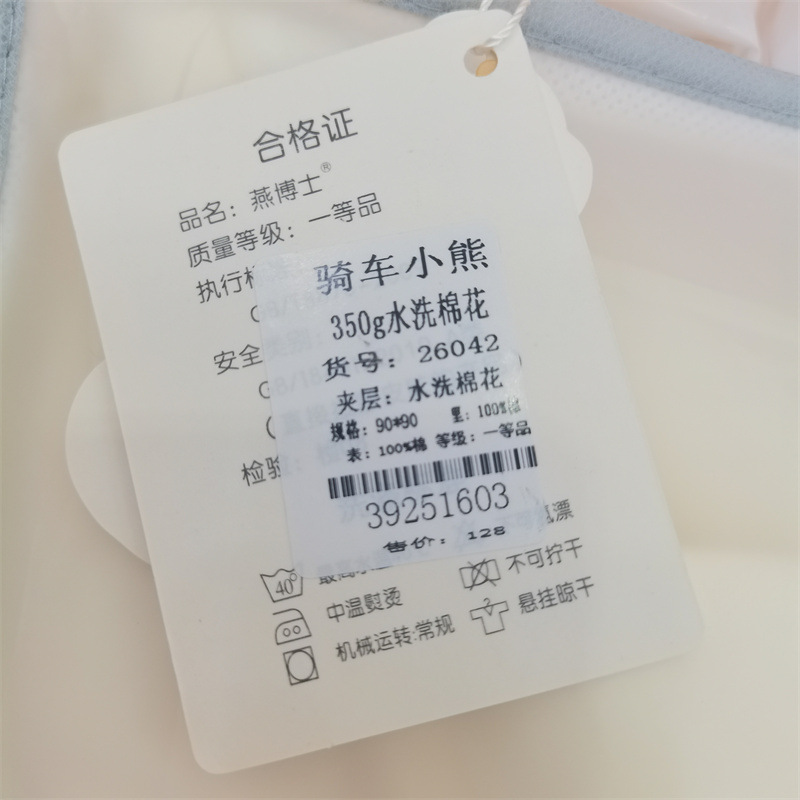 合格证
品名：燕博士®
质量等级：一等品
执行标
安全
检验
骑车小熊
350g水洗棉花
货号：26042
夹层：水洗棉花
规格：90*90 里：100%棉
表：100%棉 等级：一等品
39251603
售价：128
氯漂
40°
中温熨烫 不可拧干
机械运转:常规 悬挂晾干